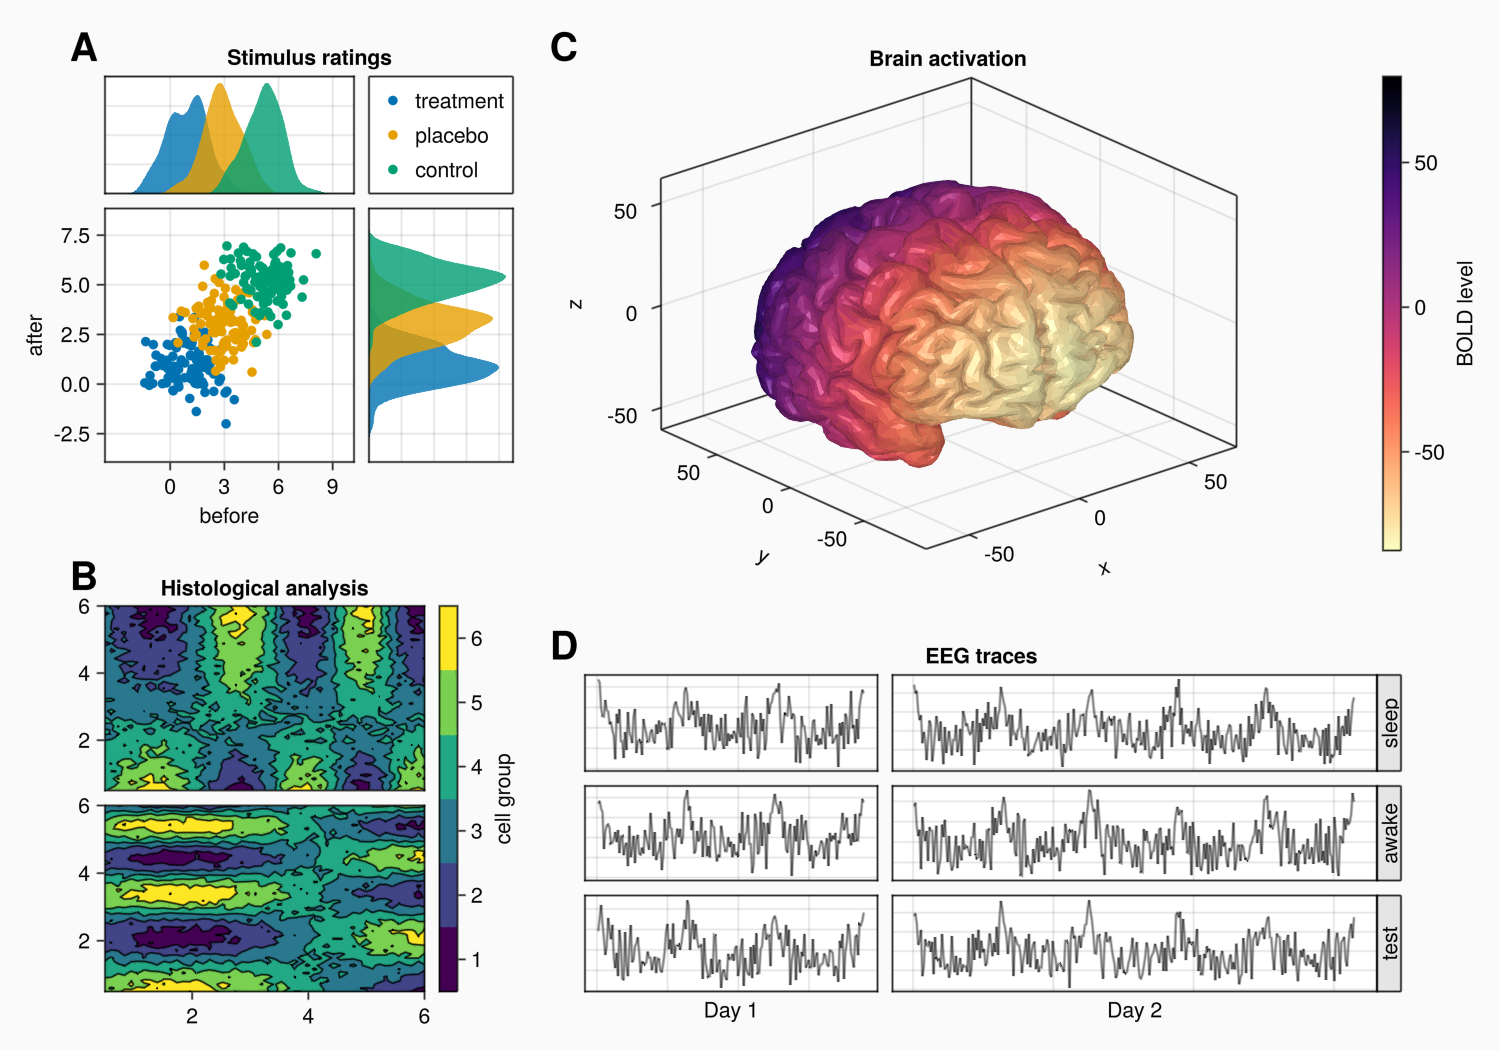 A
Stimulus ratings
treatment
placebo
control
7.5
5.0
2.5
0.0
-2.5
after
0 3 6 9
before
B
Histological analysis
6
4
2
6
4
2
2 4 6
6
5
4
3
2
1
cell group
C
Brain activation
50
0
-50
z
50
0
-50
y
-50
0
50
x
50
0
-50
BOLD level
D
EEG traces
sleep
awake
test
Day 1 Day 2